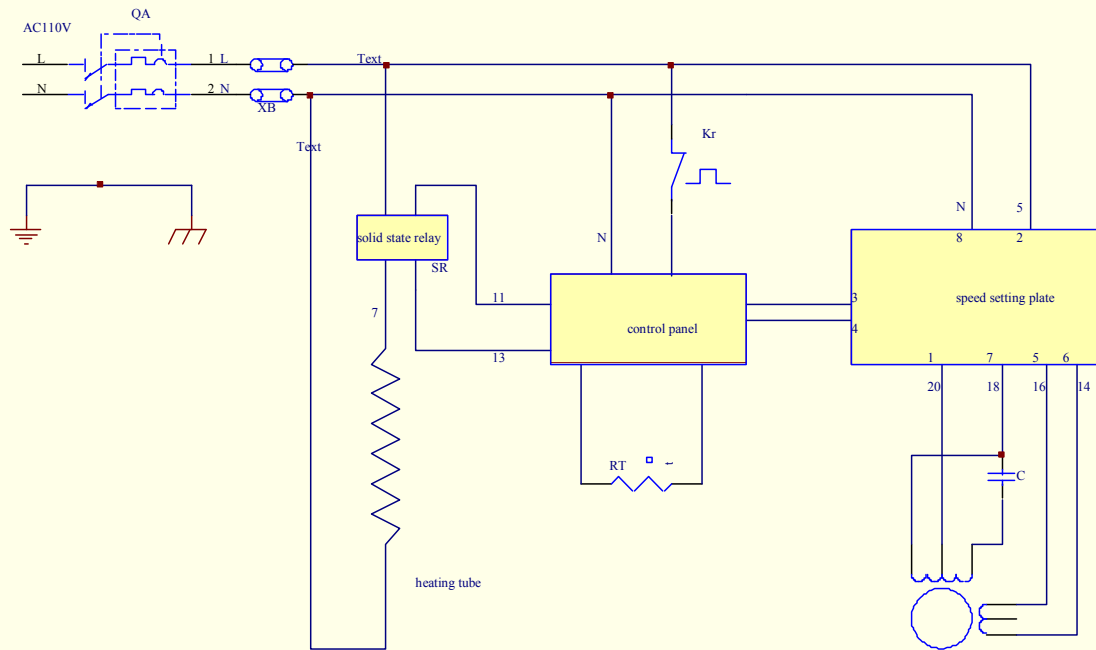 QA
AC110V
L 1 L Text
N 2 N
XB
Text
Kr
N 5
8 2
solid state relay
N
SR
11 3 speed setting plate
7
control panel 4
13
1 7 5 6
20 18 16 14
RT t
C
heating tube